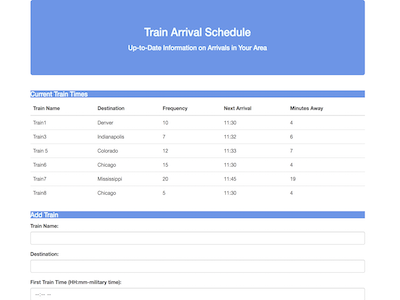 Train Arrival Schedule
Up-to-Date Information on Arrivals in Your Area
Current Train Times
Train Name Destination Frequency Next Arrival Minutes Away
Train1 Denver 10 11:30 4
Train3 Indianapolis 7 11:32 6
Train 5 Colorado 12 11:33 7
Train6 Chicago 15 11:30 4
Train7 Mississippi 20 11:45 19
Train8 Chicago 5 11:30 4
Add Train
Train Name:
Destination:
First Train Time (HH:mm-military time):
--:-- --